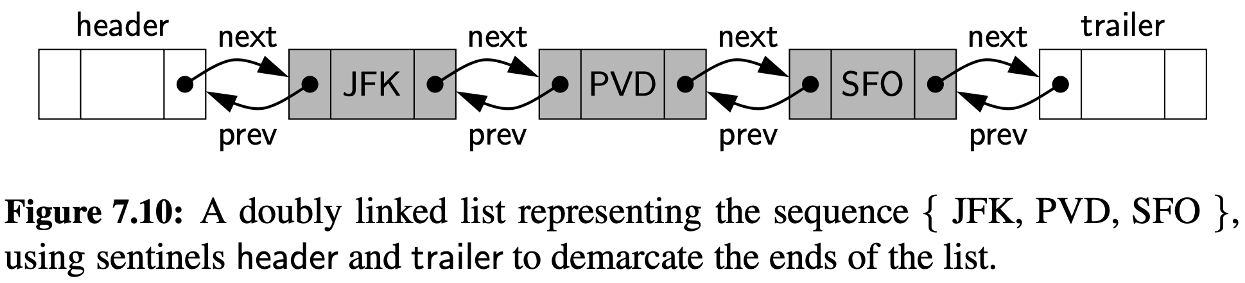 header trailer
next next next next
JFK PVD SFO
prev prev prev prev
Figure 7.10: A doubly linked list representing the sequence { JFK, PVD, SFO },
using sentinels header and trailer to demarcate the ends of the list.